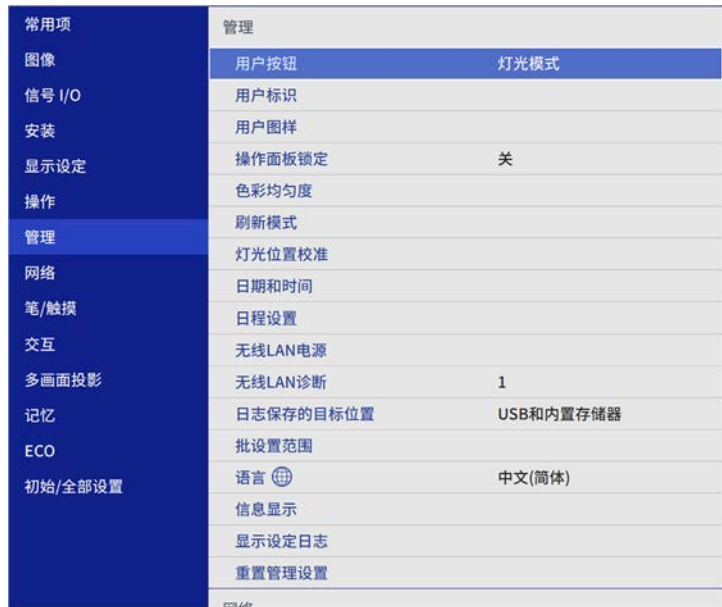 常用项
图像
信号 I/O
安装
显示设定
操作
管理
网络
笔/触摸
交互
多画面投影
记忆
ECO
初始/全部设置
管理
用户按钮 灯光模式
用户标识
用户图样
操作面板锁定 关
色彩均匀度
刷新模式
灯光位置校准
日期和时间
日程设置
无线LAN电源
无线LAN诊断 1
日志保存的目标位置 USB和内置存储器
批设置范围
语言 中文(简体)
信息显示
显示设定日志
重置管理设置